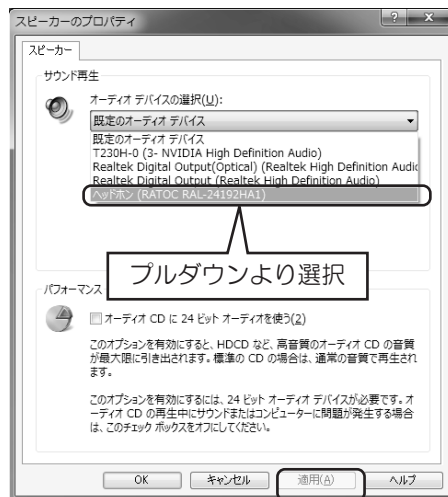 スピーカーのプロパティ
スピーカー
サウンド再生
オーディオ デバイスの選択(U):
既定のオーディオ デバイス
既定のオーディオ デバイス
T230H-0 (3- NVIDIA High Definition Audio)
Realtek Digital Output(Optical) (Realtek High Definition Audio
Realtek Digital Output (Realtek High Definition Audio)
ヘッドホン (RATOC RAL-24192HA1)
プルダウンより選択
パフォーマンス
オーディオ CD に 24 ビット オーディオを使う(2)
このオプションを有効にすると、HDCD など、高音質のオーディオ CD の音質
が最大限に引き出されます。標準の CD の場合は、通常の音質で再生され
ます。
このオプションを有効にするには、24 ビット オーディオ デバイスが必要です。オ
ーディオ CD の再生中にサウンドまたはコンピューターに問題が発生する場合
は、このチェック ボックスをオフにしてください。
OK キャンセル 適用(A) ヘルプ